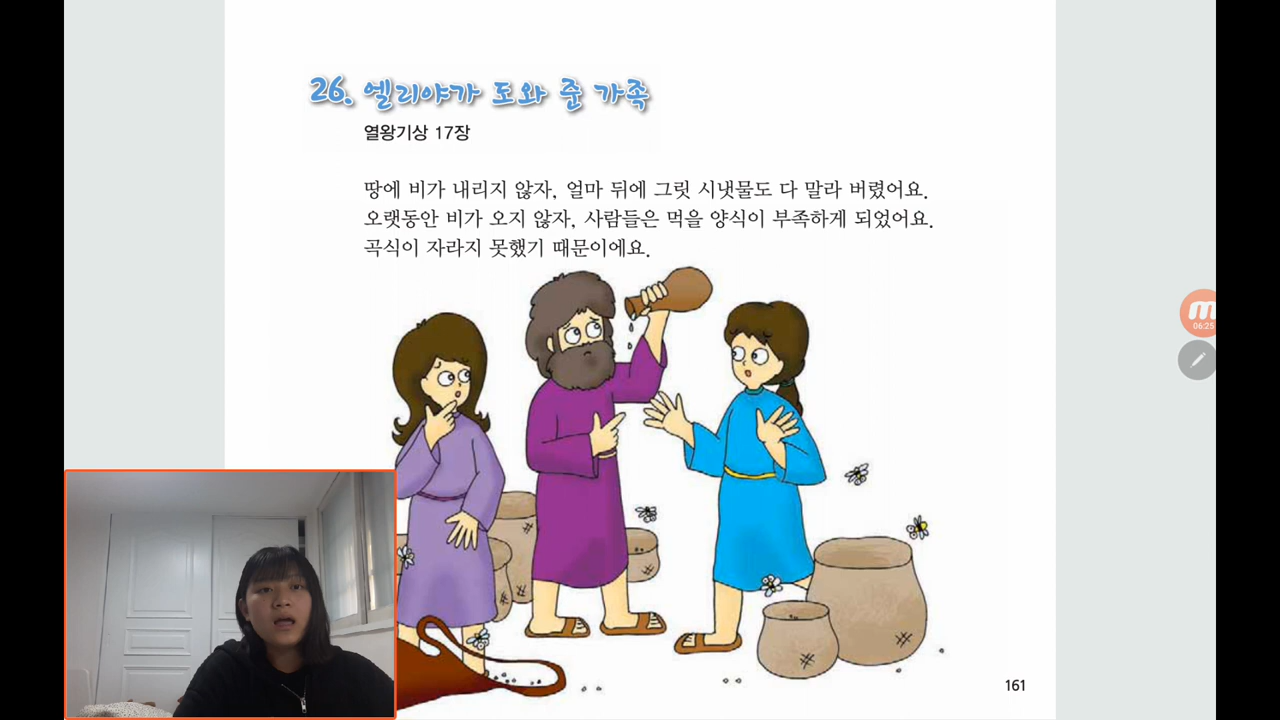 26. 엘리야가 도와 준 가족
열왕기상 17장
땅에 비가 내리지 않자, 얼마 뒤에 그릿 시냇물도 다 말라 버렸어요.
오랫동안 비가 오지 않자, 사람들은 먹을 양식이 부족하게 되었어요.
곡식이 자라지 못했기 때문이에요.
06:25
161